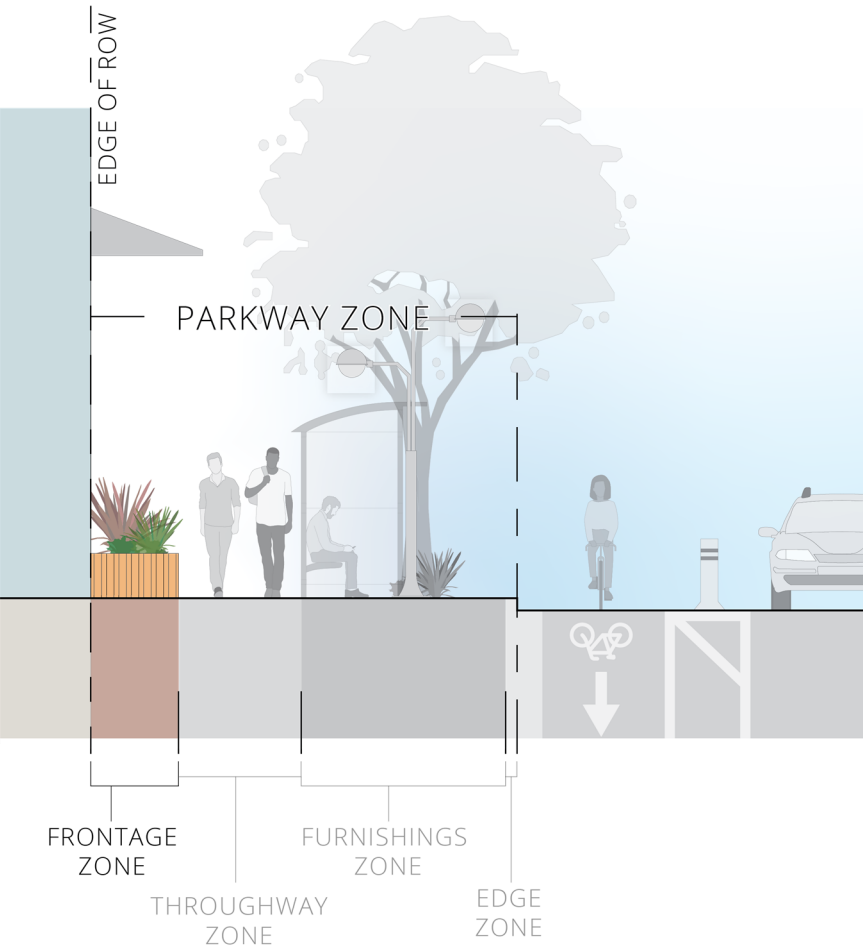 EDGE OF ROW
PARKWAY ZONE
FRONTAGE
ZONE
THROUGHWAY
ZONE
FURNISHINGS
ZONE
EDGE
ZONE